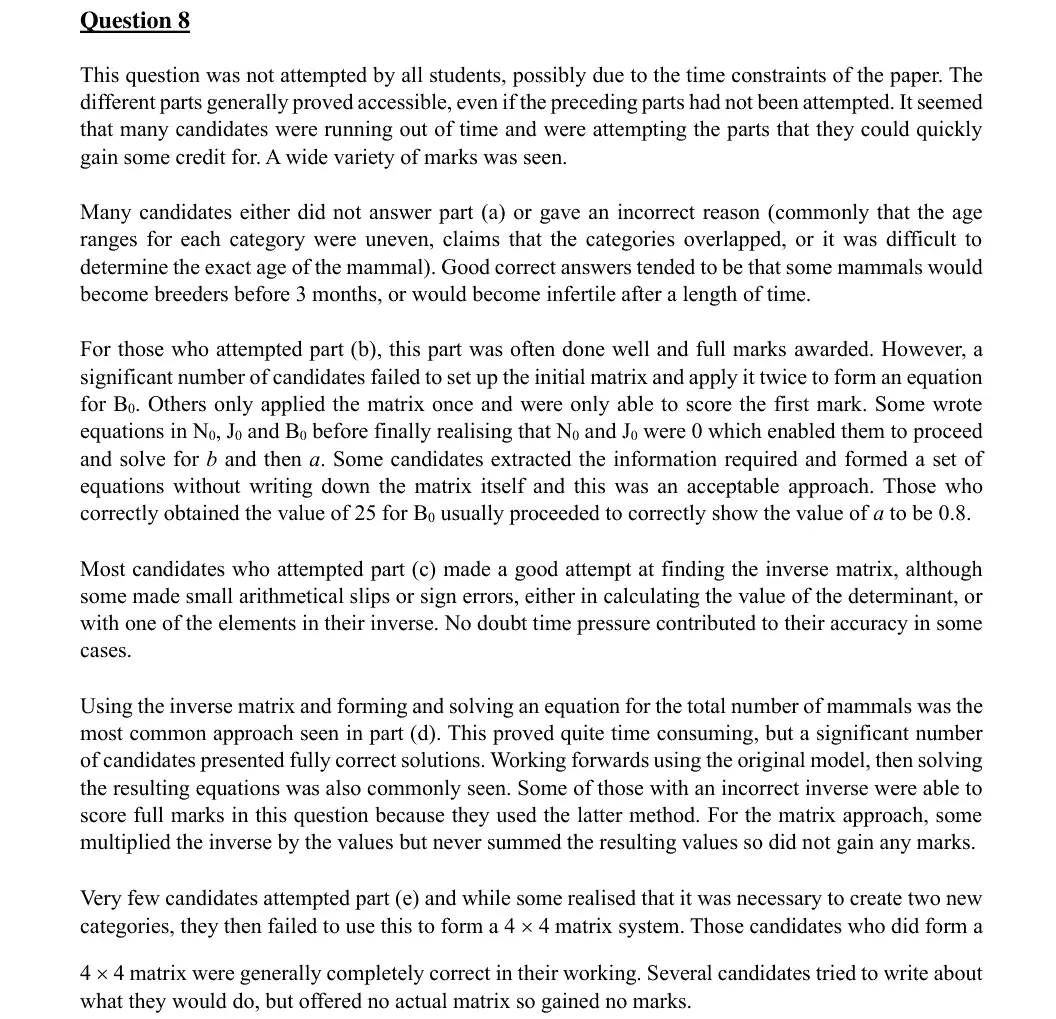 Question 8
This question was not attempted by all students, possibly due to the time constraints of the paper. The
different parts generally proved accessible, even if the preceding parts had not been attempted. It seemed
that many candidates were running out of time and were attempting the parts that they could quickly
gain some credit for. A wide variety of marks was seen.
Many candidates either did not answer part (a) or gave an incorrect reason (commonly that the age
ranges for each category were uneven, claims that the categories overlapped, or it was difficult to
determine the exact age of the mammal). Good correct answers tended to be that some mammals would
become breeders before 3 months, or would become infertile after a length of time.
For those who attempted part (b), this part was often done well and full marks awarded. However, a
significant number of candidates failed to set up the initial matrix and apply it twice to form an equation
for B₀. Others only applied the matrix once and were only able to score the first mark. Some wrote
equations in N₀, J₀ and B₀ before finally realising that N₀ and J₀ were 0 which enabled them to proceed
and solve for b and then a. Some candidates extracted the information required and formed a set of
equations without writing down the matrix itself and this was an acceptable approach. Those who
correctly obtained the value of 25 for B₀ usually proceeded to correctly show the value of a to be 0.8.
Most candidates who attempted part (c) made a good attempt at finding the inverse matrix, although
some made small arithmetical slips or sign errors, either in calculating the value of the determinant, or
with one of the elements in their inverse. No doubt time pressure contributed to their accuracy in some
cases.
Using the inverse matrix and forming and solving an equation for the total number of mammals was the
most common approach seen in part (d). This proved quite time consuming, but a significant number
of candidates presented fully correct solutions. Working forwards using the original model, then solving
the resulting equations was also commonly seen. Some of those with an incorrect inverse were able to
score full marks in this question because they used the latter method. For the matrix approach, some
multiplied the inverse by the values but never summed the resulting values so did not gain any marks.
Very few candidates attempted part (e) and while some realised that it was necessary to create two new
categories, they then failed to use this to form a 4 × 4 matrix system. Those candidates who did form a
4 × 4 matrix were generally completely correct in their working. Several candidates tried to write about
what they would do, but offered no actual matrix so gained no marks.